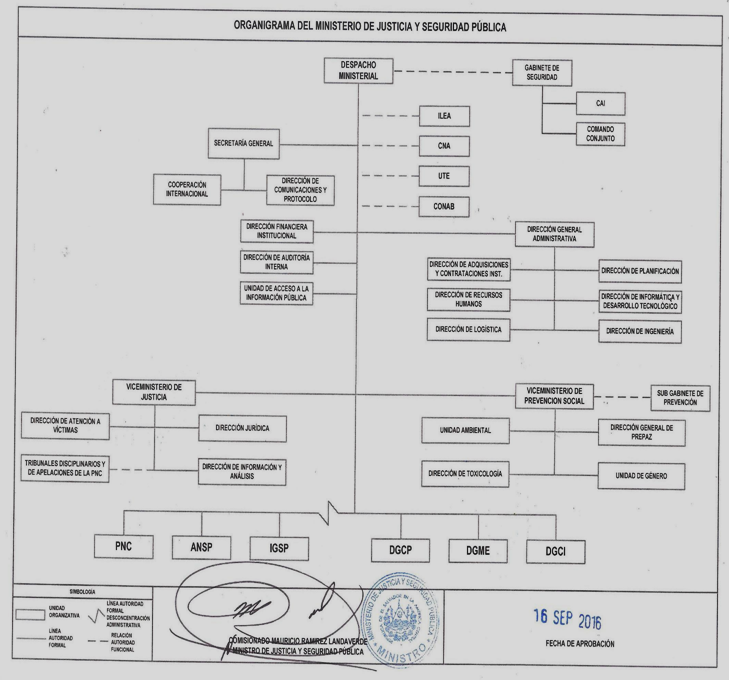 ORGANIGRAMA DEL MINISTERIO DE JUSTICIA Y SEGURIDAD PÚBLICA
DESPACHO
MINISTERIAL
GABINETE DE
SEGURIDAD
CAI
COMANDO
CONJUNTO
ILEA
CNA
UTE
CONAB
SECRETARÍA GENERAL
COOPERACIÓN
INTERNACIONAL
DIRECCIÓN DE
COMUNICACIONES Y
PROTOCOLO
DIRECCIÓN FINANCIERA
INSTITUCIONAL
DIRECCIÓN DE AUDITORÍA
INTERNA
UNIDAD DE ACCESO A LA
INFORMACIÓN PÚBLICA
DIRECCIÓN GENERAL
ADMINISTRATIVA
DIRECCIÓN DE ADQUISICIONES
Y CONTRATACIONES INST.
DIRECCIÓN DE PLANIFICACIÓN
DIRECCIÓN DE RECURSOS
HUMANOS
DIRECCIÓN DE INFORMÁTICA Y
DESARROLLO TECNOLÓGICO
DIRECCIÓN DE LOGÍSTICA
DIRECCIÓN DE INGENIERÍA
VICEMINISTERIO DE
JUSTICIA
VICEMINISTERIO DE
PREVENCION SOCIAL
SUB GABINETE DE
PREVENCIÓN
DIRECCIÓN DE ATENCIÓN A
VÍCTIMAS
DIRECCIÓN JURÍDICA
TRIBUNALES DISCIPLINARIOS Y
DE APELACIONES DE LA PNC
DIRECCIÓN DE INFORMACIÓN Y
ANÁLISIS
UNIDAD AMBIENTAL
DIRECCIÓN GENERAL DE
PREPAZ
DIRECCIÓN DE TOXICOLOGÍA
UNIDAD DE GÉNERO
PNC
ANSP
IGSP
DGCP
DGME
DGCI
SIMBOLOGÍA
UNIDAD
ORGANIZATIVA
LÍNEA AUTORIDAD
FORMAL
DESCONCENTRACIÓN
ADMINISTRATIVA
LINEA
AUTORIDAD
FORMAL
RELACIÓN
AUTORIDAD
FUNCIONAL
COMISIONADO MAURICIO RAMIREZ LANDAVERDE
MINISTRO DE JUSTICIA Y SEGURIDAD PÚBLICA
MINISTERIO DE JUSTICIA Y SEGURIDAD PÚBLICA
MINISTRO
16 SEP 2016
FECHA DE APROBACIÓN